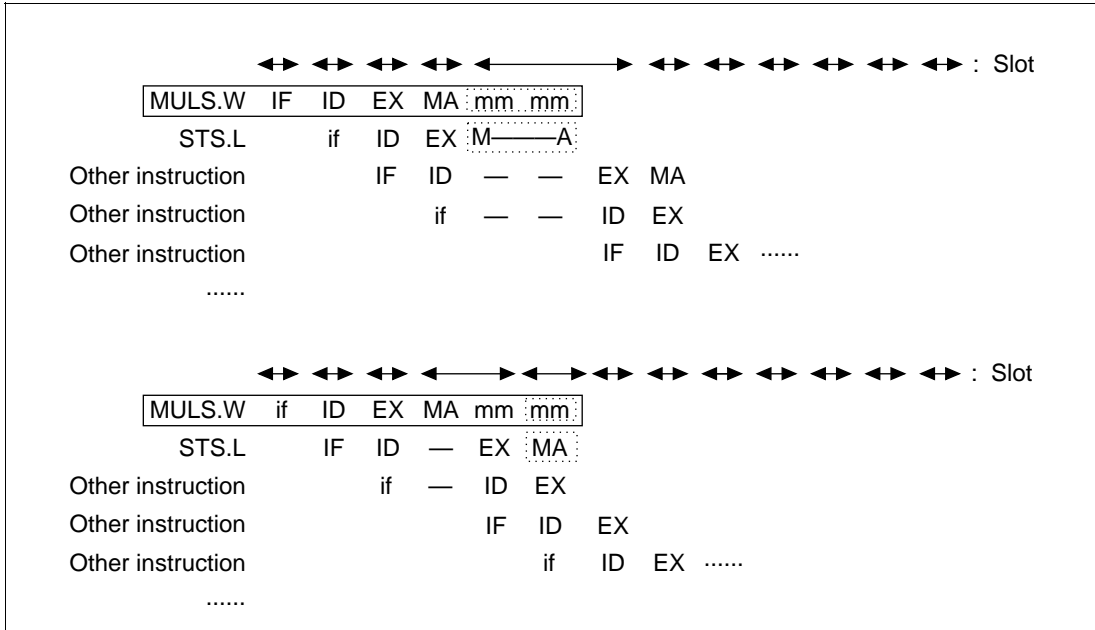 : Slot
MULS.W IF ID EX MA mm mm
STS.L if ID EX M———A
Other instruction IF ID — — EX MA
Other instruction if — — ID EX
Other instruction IF ID EX ······
······
: Slot
MULS.W if ID EX MA mm mm
STS.L IF ID — EX MA
Other instruction if — ID EX
Other instruction IF ID EX
Other instruction if ID EX ······
······